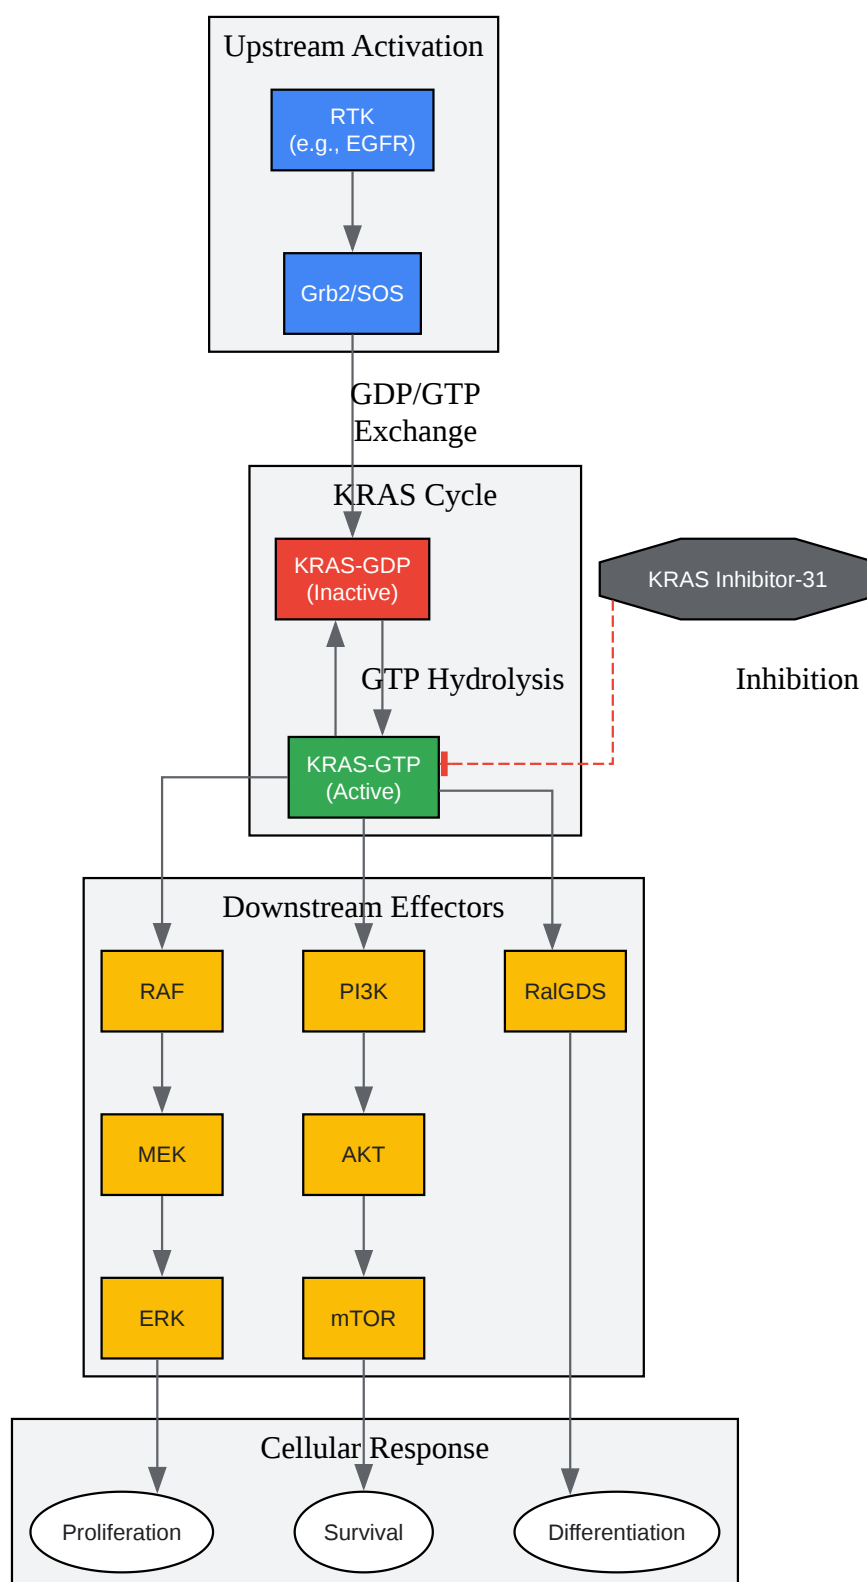 Upstream Activation
RTK
(e.g., EGFR)
Grb2/SOS
GDP/GTP
Exchange
KRAS Cycle
KRAS-GDP
(Inactive)
KRAS Inhibitor-31
GTP Hydrolysis
Inhibition
KRAS-GTP
(Active)
Downstream Effectors
RAF
PI3K
RalGDS
MEK
AKT
ERK
mTOR
Cellular Response
Proliferation
Survival
Differentiation